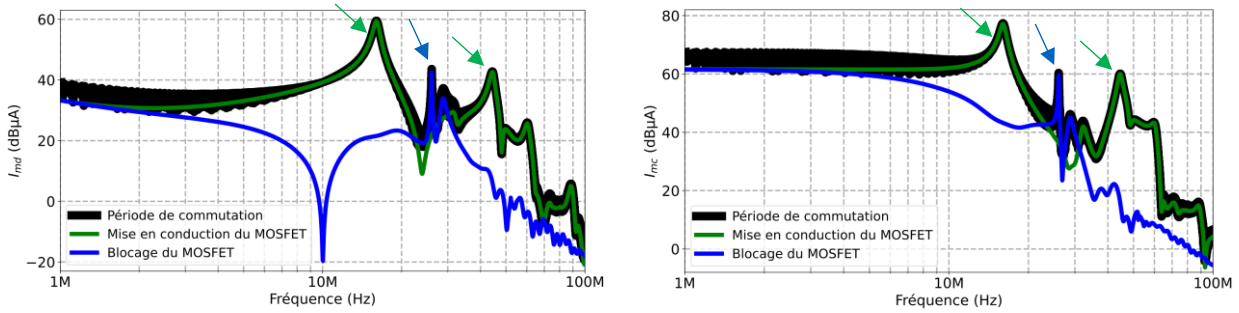 60
40
20
0
−20
I_md (dBµA)
Période de commutation
Mise en conduction du MOSFET
Blocage du MOSFET
1M 10M 100M
Fréquence (Hz)
80
60
40
20
0
I_mc (dBµA)
Période de commutation
Mise en conduction du MOSFET
Blocage du MOSFET
1M 10M 100M
Fréquence (Hz)